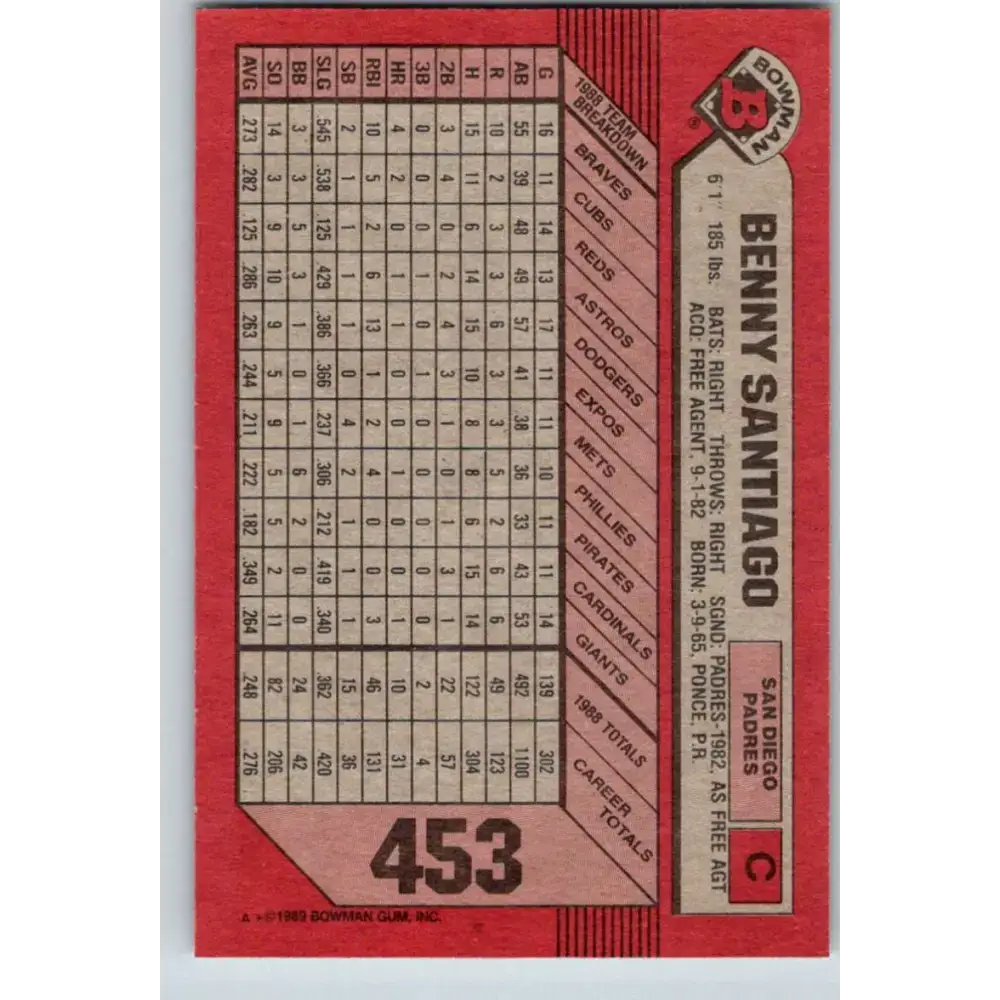 BOWMAN
B
®
BENNY SANTIAGO
SAN DIEGO
PADRES
C
6'1" 185 lbs. BATS: RIGHT THROWS: RIGHT SGND: PADRES-1982, AS FREE AGT
ACQ: FREE AGENT, 9-1-82 BORN: 3-9-65, PONCE, P.R.
1988 TEAM
BREAKDOWN
BRAVES
CUBS
REDS
ASTROS
DODGERS
EXPOS
METS
PHILLIES
PIRATES
CARDINALS
GIANTS
1988 TOTALS
CAREER
TOTALS
G 16 11 14 13 17 11 11 10 11 11 14 139 302
AB 55 39 48 49 57 41 38 36 33 43 53 492 1100
R 10 2 3 3 6 3 3 5 2 6 6 49 123
H 15 11 6 14 15 10 8 8 6 15 14 122 304
2B 3 4 0 2 4 3 1 0 1 3 1 22 57
3B 0 0 0 1 0 1 0 0 0 0 0 2 4
HR 4 2 0 1 1 0 0 1 0 0 1 10 31
RBI 10 5 2 6 13 1 2 4 0 0 3 46 131
SB 2 1 1 1 1 0 4 2 1 1 1 15 36
SLG .545 .538 .125 .429 .386 .366 .237 .306 .212 .419 .340 .362 .420
BB 3 3 5 3 1 0 1 6 2 0 0 24 42
SO 14 3 9 10 9 5 9 5 5 2 11 82 206
AVG .273 .282 .125 .286 .263 .244 .211 .222 .182 .349 .264 .248 .276
453
A *©1989 BOWMAN GUM, INC.